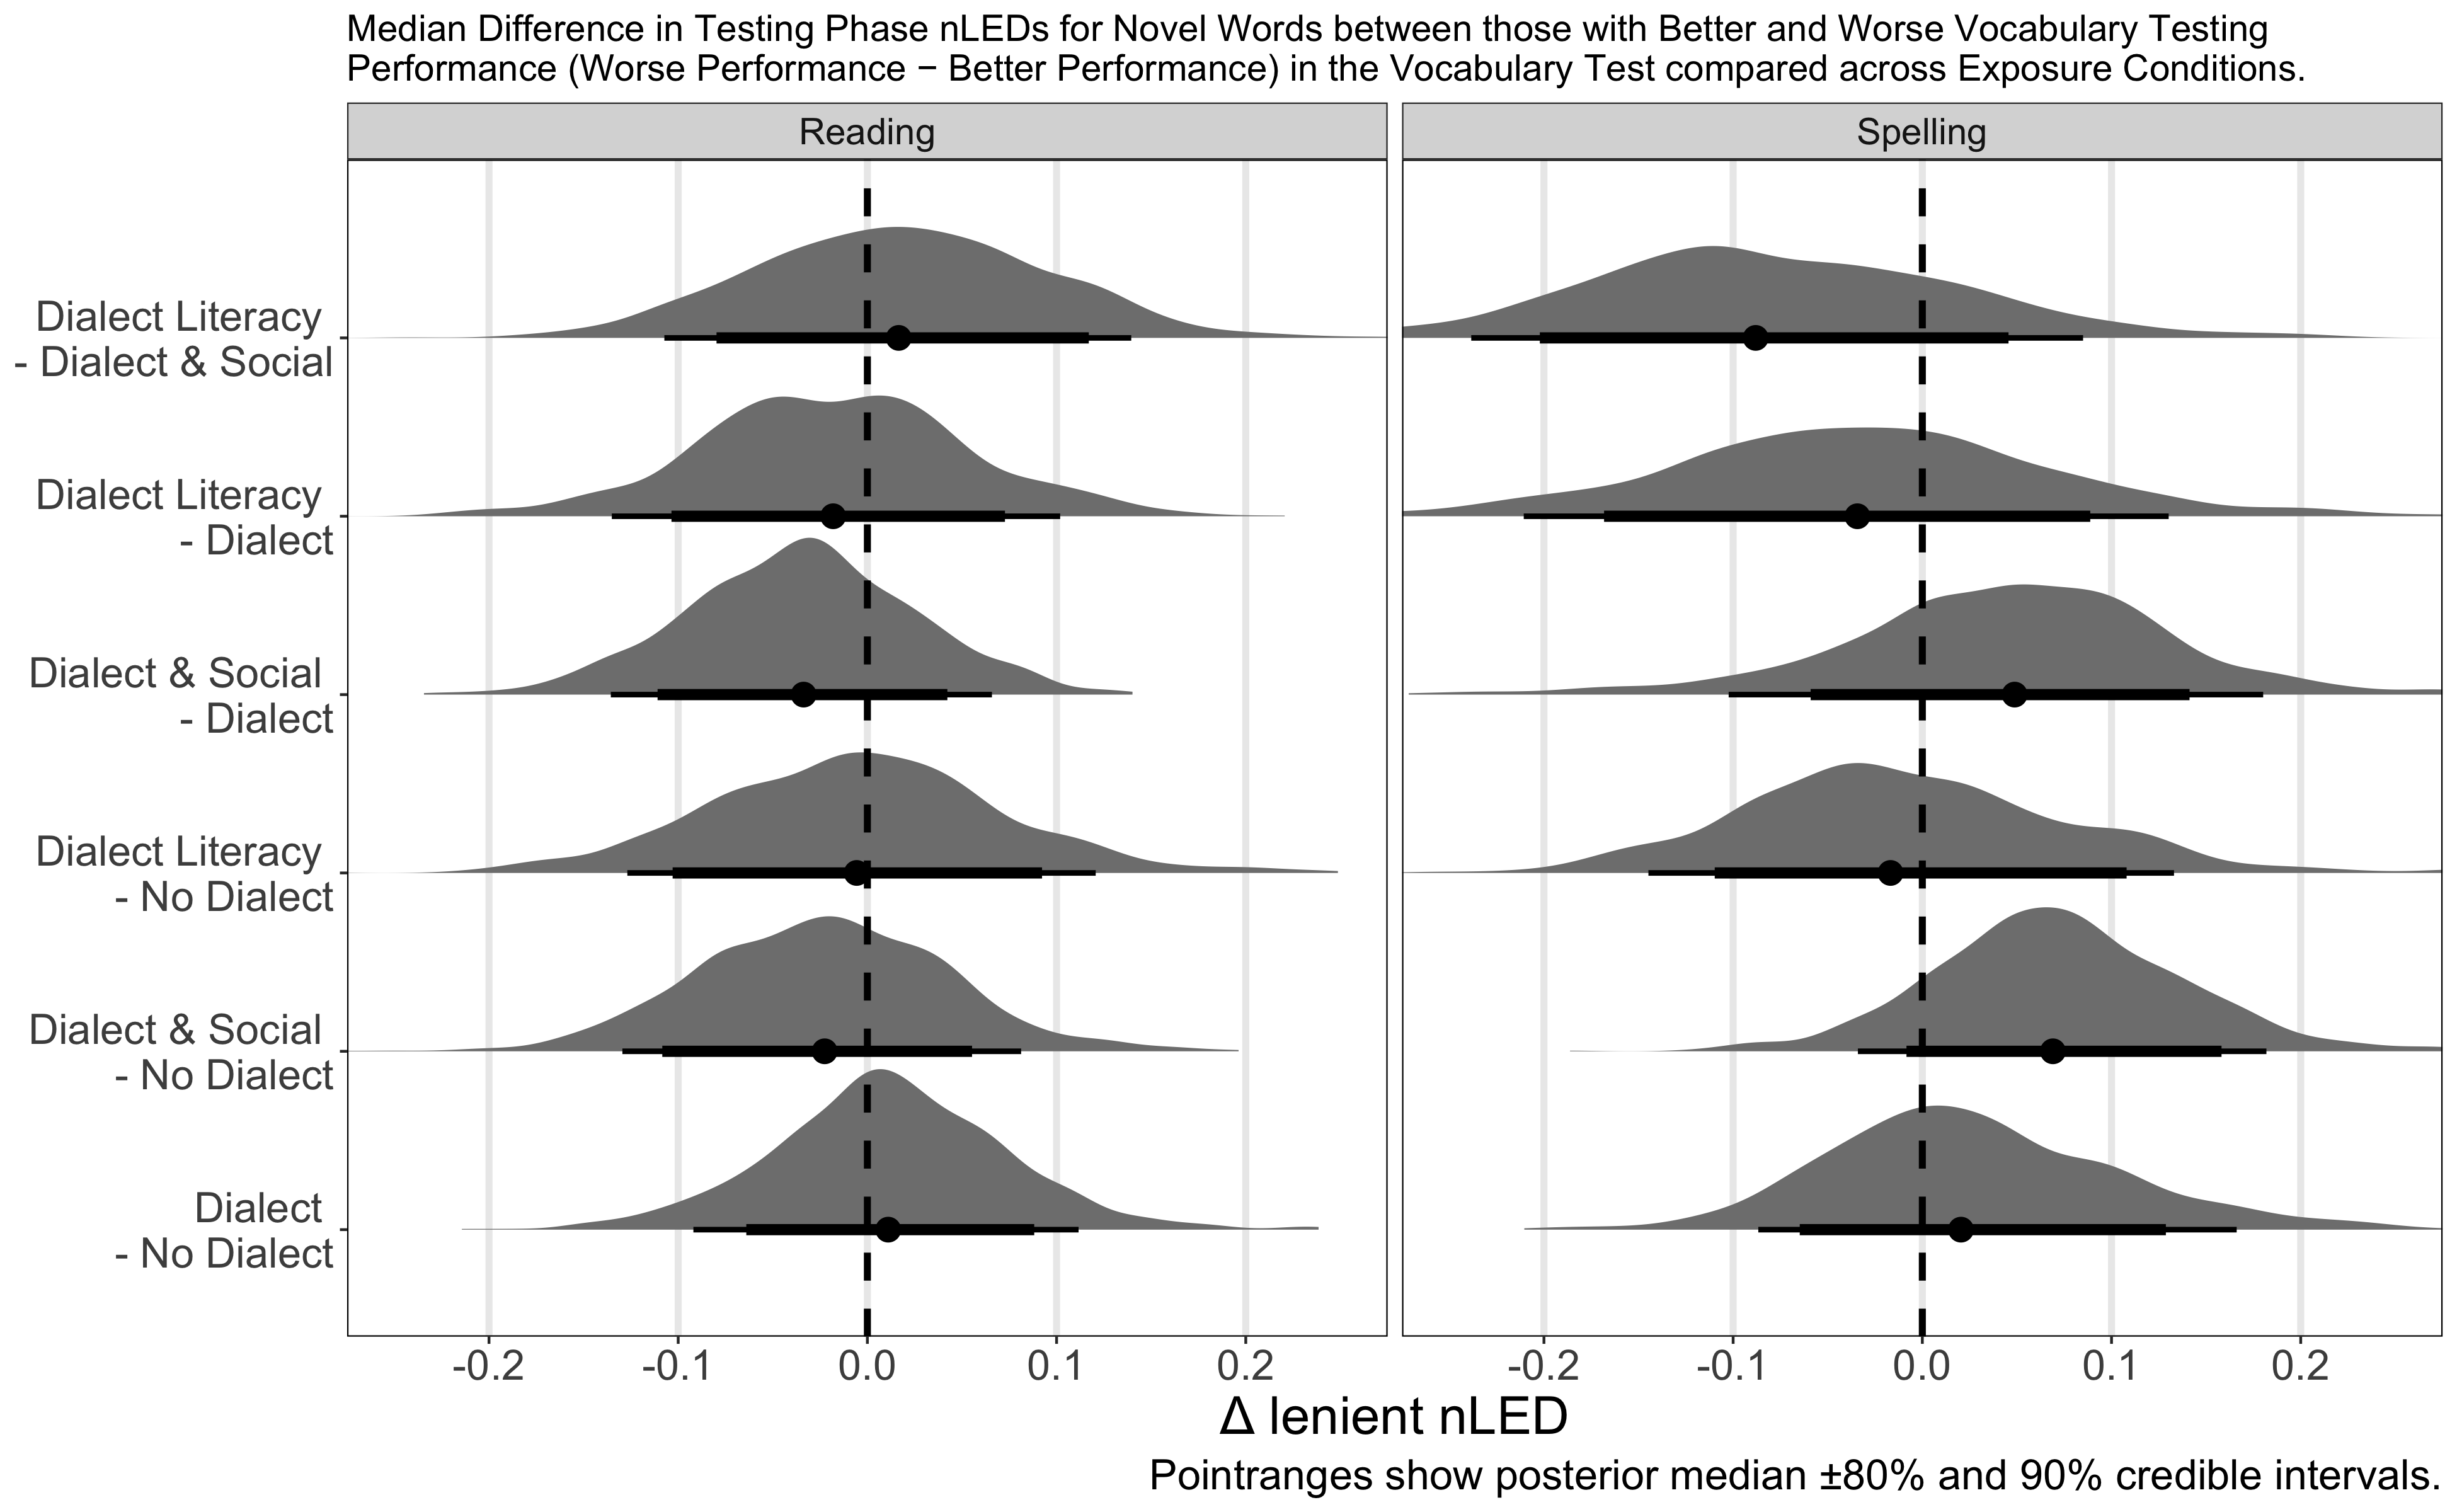 Median Difference in Testing Phase nLEDs for Novel Words between those with Better and Worse Vocabulary Testing
Performance (Worse Performance − Better Performance) in the Vocabulary Test compared across Exposure Conditions.
Reading
Spelling
Dialect Literacy
- Dialect & Social
Dialect Literacy
- Dialect
Dialect & Social
- Dialect
Dialect Literacy
- No Dialect
Dialect & Social
- No Dialect
Dialect
- No Dialect
-0.2 -0.1 0.0 0.1 0.2
-0.2 -0.1 0.0 0.1 0.2
Δ lenient nLED
Pointranges show posterior median ±80% and 90% credible intervals.